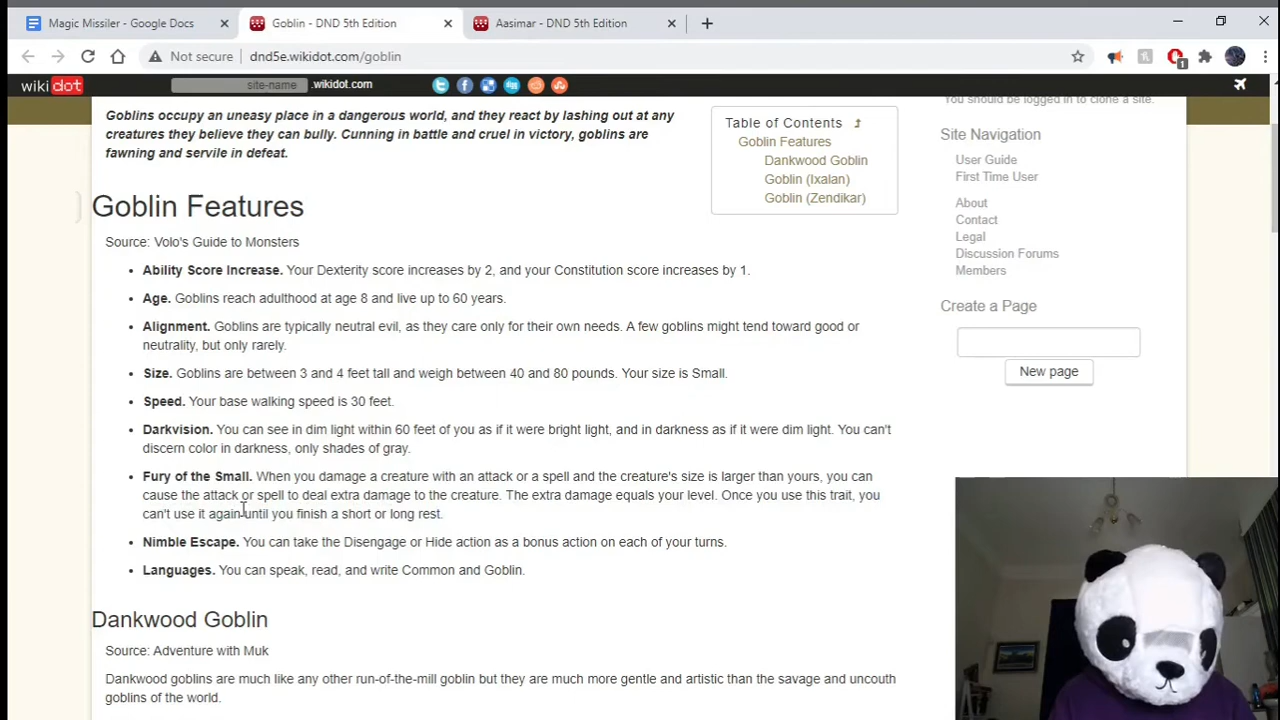 Magic Missiler - Google Docs
Goblin - DND 5th Edition
Aasimar - DND 5th Edition
Not secure
dnd5e.wikidot.com/goblin
1
wikidot
site-name .wikidot.com
Goblins occupy an uneasy place in a dangerous world, and they react by lashing out at any
creatures they believe they can bully. Cunning in battle and cruel in victory, goblins are
fawning and servile in defeat.
Table of Contents
Goblin Features
Dankwood Goblin
Goblin (Ixalan)
Goblin (Zendikar)
Goblin Features
Source: Volo's Guide to Monsters
• Ability Score Increase. Your Dexterity score increases by 2, and your Constitution score increases by 1.
• Age. Goblins reach adulthood at age 8 and live up to 60 years.
• Alignment. Goblins are typically neutral evil, as they care only for their own needs. A few goblins might tend toward good or
neutrality, but only rarely.
• Size. Goblins are between 3 and 4 feet tall and weigh between 40 and 80 pounds. Your size is Small.
• Speed. Your base walking speed is 30 feet.
• Darkvision. You can see in dim light within 60 feet of you as if it were bright light, and in darkness as if it were dim light. You can't
discern color in darkness, only shades of gray.
• Fury of the Small. When you damage a creature with an attack or a spell and the creature's size is larger than yours, you can
cause the attack or spell to deal extra damage to the creature. The extra damage equals your level. Once you use this trait, you
can't use it again until you finish a short or long rest.
• Nimble Escape. You can take the Disengage or Hide action as a bonus action on each of your turns.
• Languages. You can speak, read, and write Common and Goblin.
Dankwood Goblin
Source: Adventure with Muk
Dankwood goblins are much like any other run-of-the-mill goblin but they are much more gentle and artistic than the savage and uncouth
goblins of the world.
You should be logged in to clone a site.
Site Navigation
User Guide
First Time User
About
Contact
Legal
Discussion Forums
Members
Create a Page
New page